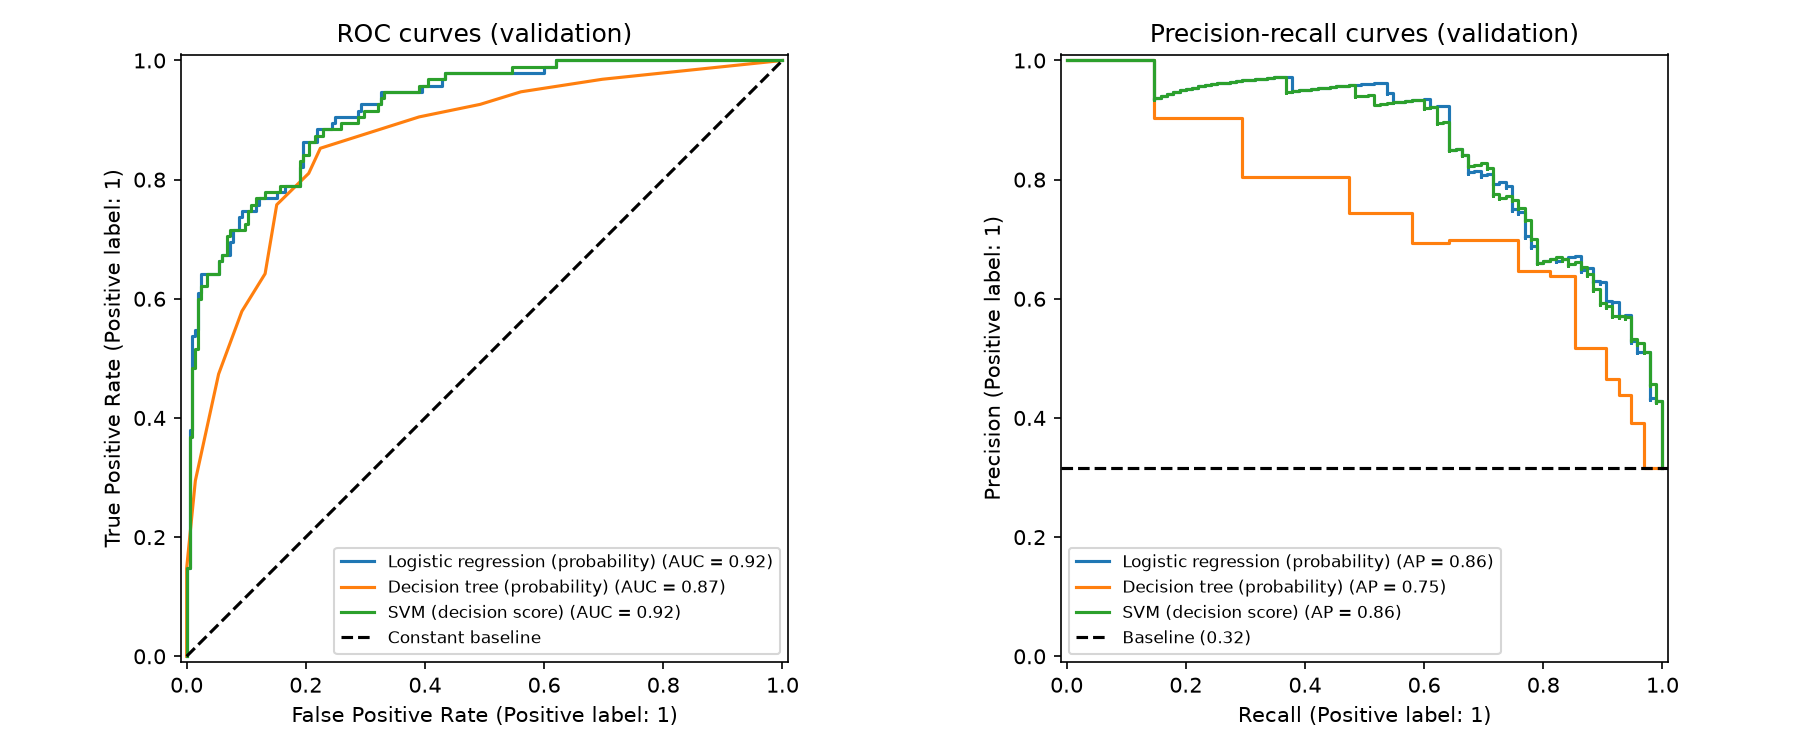 ROC curves (validation)
True Positive Rate (Positive label: 1)
1.0
0.8
0.6
0.4
0.2
0.0
Logistic regression (probability) (AUC = 0.92)
Decision tree (probability) (AUC = 0.87)
SVM (decision score) (AUC = 0.92)
Constant baseline
0.0 0.2 0.4 0.6 0.8 1.0
False Positive Rate (Positive label: 1)
Precision-recall curves (validation)
Precision (Positive label: 1)
1.0
0.8
0.6
0.4
0.2
0.0
Logistic regression (probability) (AP = 0.86)
Decision tree (probability) (AP = 0.75)
SVM (decision score) (AP = 0.86)
Baseline (0.32)
0.0 0.2 0.4 0.6 0.8 1.0
Recall (Positive label: 1)